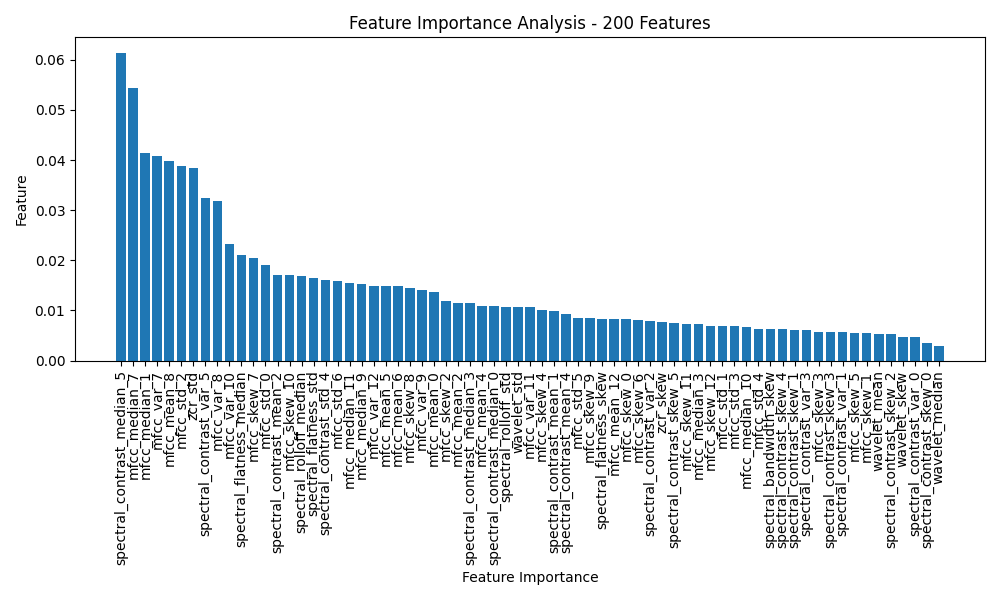 Feature Importance Analysis - 200 Features
Feature
0.06
0.05
0.04
0.03
0.02
0.01
0.00
spectral_contrast_median_5
mfcc_median_7
mfcc_median_1
mfcc_var_7
mfcc_mean_8
mfcc_std_2
zcr_std
spectral_contrast_var_5
mfcc_var_8
mfcc_var_10
spectral_flatness_median
mfcc_skew_7
mfcc_std_0
spectral_contrast_mean_2
mfcc_skew_10
spectral_rolloff_median
spectral_flatness_std
spectral_contrast_std_4
mfcc_std_6
mfcc_median_11
mfcc_median_9
mfcc_var_12
mfcc_mean_5
mfcc_mean_6
mfcc_skew_8
mfcc_var_9
mfcc_mean_0
mfcc_skew_2
mfcc_mean_2
spectral_contrast_median_3
mfcc_mean_4
spectral_contrast_median_0
spectral_rolloff_std
wavelet_std
mfcc_var_11
mfcc_skew_4
spectral_contrast_mean_1
spectral_contrast_mean_4
mfcc_std_5
mfcc_skew_9
spectral_flatness_skew
mfcc_mean_12
mfcc_skew_0
mfcc_skew_6
spectral_contrast_var_2
zcr_skew
spectral_contrast_skew_5
mfcc_skew_11
mfcc_median_3
mfcc_skew_12
mfcc_std_1
mfcc_std_3
mfcc_median_10
mfcc_std_4
spectral_bandwidth_skew
spectral_contrast_skew_4
spectral_contrast_skew_1
spectral_contrast_var_3
mfcc_skew_3
spectral_contrast_skew_3
spectral_contrast_var_1
mfcc_skew_5
mfcc_skew_1
wavelet_mean
spectral_contrast_skew_2
wavelet_skew
spectral_contrast_var_0
spectral_contrast_skew_0
wavelet_median
Feature Importance